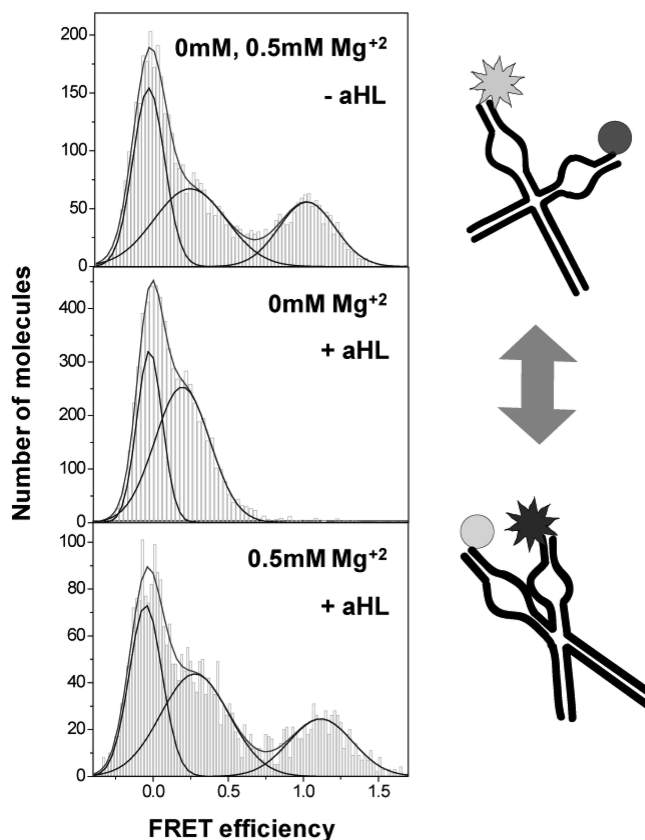 0mM, 0.5mM Mg+2
- aHL
200
150
100
50
0
0mM Mg+2
+ aHL
400
300
200
100
0
0.5mM Mg+2
+ aHL
100
80
60
40
20
0
0.0 0.5 1.0 1.5
Number of molecules
FRET efficiency